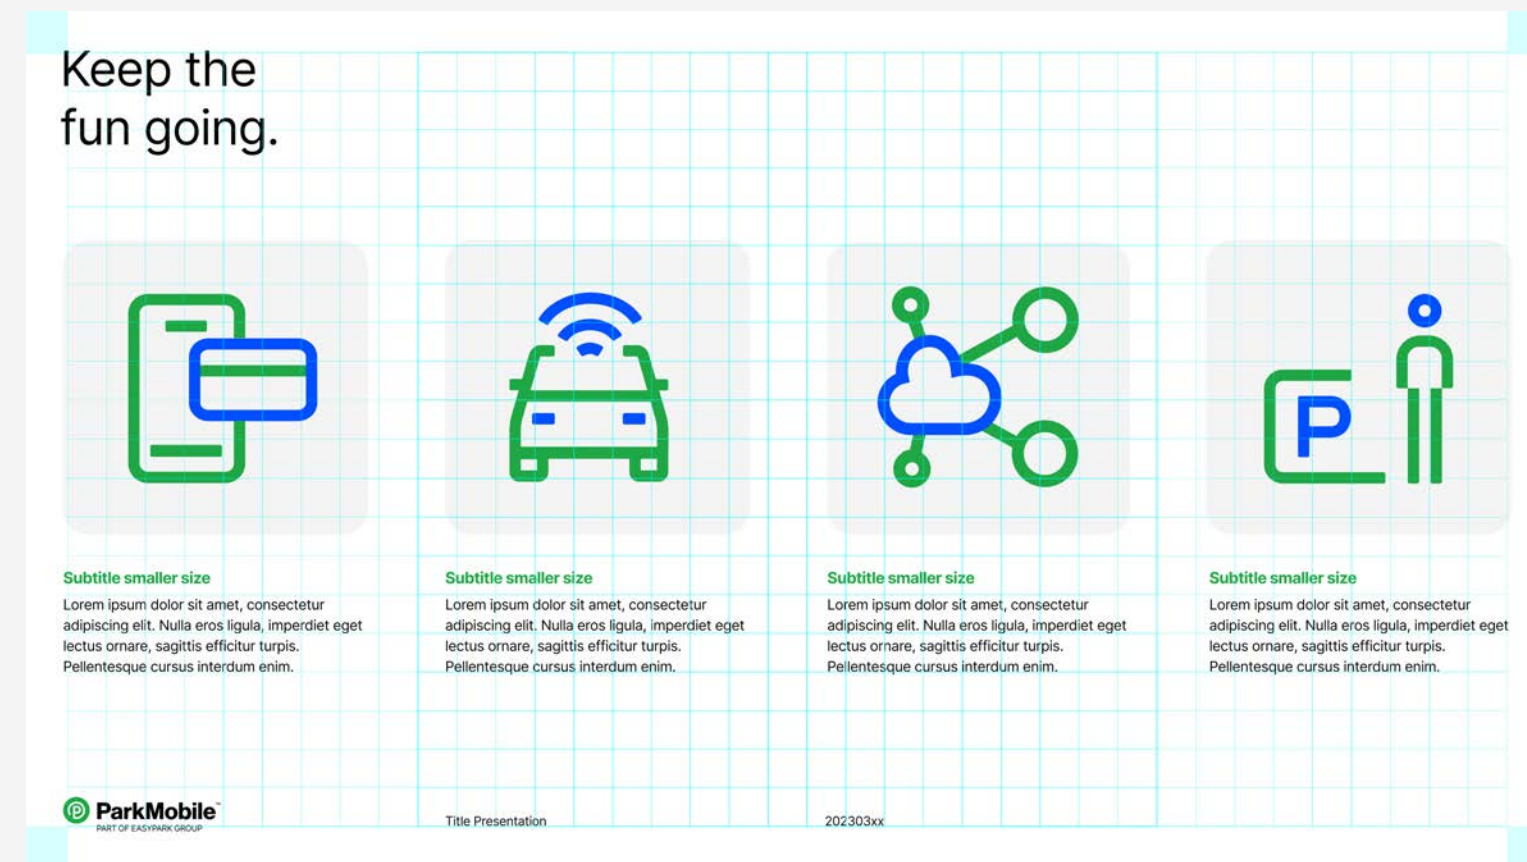 Keep the
fun going.
P
Subtitle smaller size
Lorem ipsum dolor sit amet, consectetur
adipiscing elit. Nulla eros ligula, imperdiet eget
lectus ornare, sagittis efficitur turpis.
Pellentesque cursus interdum enim.
Subtitle smaller size
Lorem ipsum dolor sit amet, consectetur
adipiscing elit. Nulla eros ligula, imperdiet eget
lectus ornare, sagittis efficitur turpis.
Pellentesque cursus interdum enim.
Subtitle smaller size
Lorem ipsum dolor sit amet, consectetur
adipiscing elit. Nulla eros ligula, imperdiet eget
lectus ornare, sagittis efficitur turpis.
Pellentesque cursus interdum enim.
Subtitle smaller size
Lorem ipsum dolor sit amet, consectetur
adipiscing elit. Nulla eros ligula, imperdiet eget
lectus ornare, sagittis efficitur turpis.
Pellentesque cursus interdum enim.
P ParkMobile™
PART OF EASYPARK GROUP
Title Presentation
202303xx